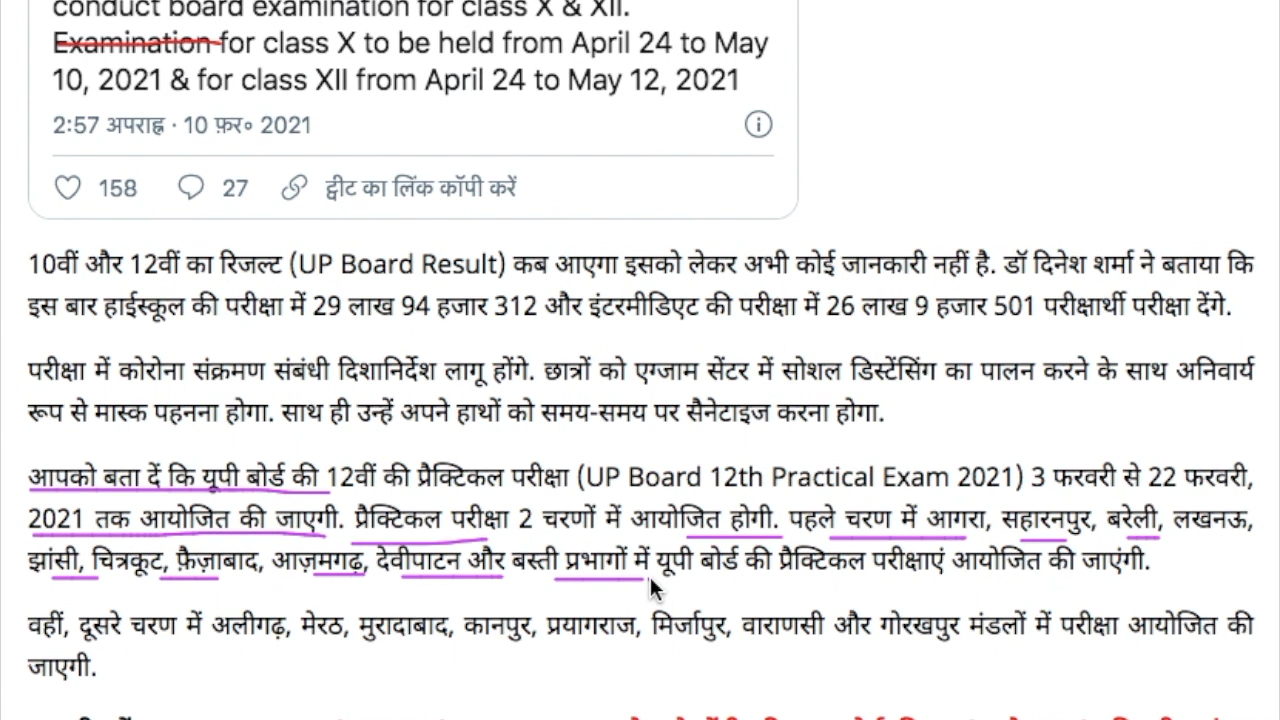 conduct board examination for class X & XII.
Examination for class X to be held from April 24 to May
10, 2021 & for class XII from April 24 to May 12, 2021
2:57 अपराह्न · 10 फ़र॰ 2021
158 27 ट्वीट का लिंक कॉपी करें
10वीं और 12वीं का रिजल्ट (UP Board Result) कब आएगा इसको लेकर अभी कोई जानकारी नहीं है. डॉ दिनेश शर्मा ने बताया कि
इस बार हाईस्कूल की परीक्षा में 29 लाख 94 हजार 312 और इंटरमीडिएट की परीक्षा में 26 लाख 9 हजार 501 परीक्षार्थी परीक्षा देंगे.
परीक्षा में कोरोना संक्रमण संबंधी दिशानिर्देश लागू होंगे. छात्रों को एग्जाम सेंटर में सोशल डिस्टेंसिंग का पालन करने के साथ अनिवार्य
रूप से मास्क पहनना होगा. साथ ही उन्हें अपने हाथों को समय-समय पर सैनेटाइज करना होगा.
आपको बता दें कि यूपी बोर्ड की 12वीं की प्रैक्टिकल परीक्षा (UP Board 12th Practical Exam 2021) 3 फरवरी से 22 फरवरी,
2021 तक आयोजित की जाएगी. प्रैक्टिकल परीक्षा 2 चरणों में आयोजित होगी. पहले चरण में आगरा, सहारनपुर, बरेली, लखनऊ,
झांसी, चित्रकूट, फ़ैज़ाबाद, आज़मगढ़, देवीपाटन और बस्ती प्रभागों में यूपी बोर्ड की प्रैक्टिकल परीक्षाएं आयोजित की जाएंगी.
वहीं, दूसरे चरण में अलीगढ़, मेरठ, मुरादाबाद, कानपुर, प्रयागराज, मिर्जापुर, वाराणसी और गोरखपुर मंडलों में परीक्षा आयोजित की
जाएगी.